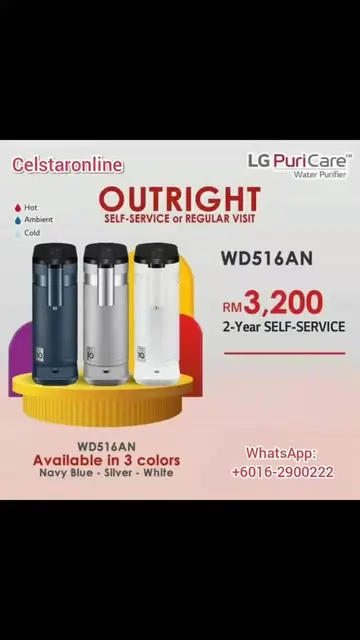 Celstaronline
LG PuriCare™
Water Purifier
OUTRIGHT
SELF-SERVICE or REGULAR VISIT
Hot
Ambient
Cold
WD516AN
RM3,200
2-Year SELF-SERVICE
WD516AN
Available in 3 colors
Navy Blue - Silver - White
WhatsApp:
+6016-2900222